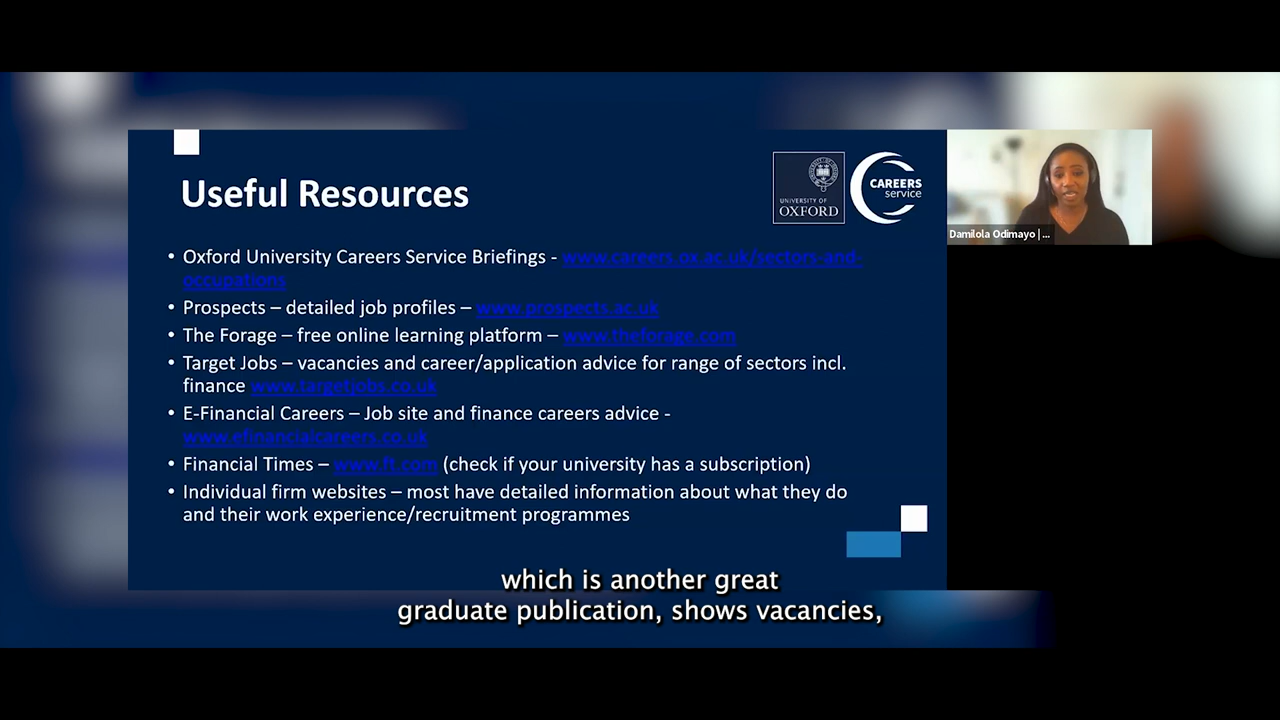 Useful Resources
UNIVERSITY OF
OXFORD
CAREERS
service
Damilola Odimayo | ...
• Oxford University Careers Service Briefings - www.careers.ox.ac.uk/sectors-and-
occupations
• Prospects – detailed job profiles – www.prospects.ac.uk
• The Forage – free online learning platform – www.theforage.com
• Target Jobs – vacancies and career/application advice for range of sectors incl.
finance www.targetjobs.co.uk
• E-Financial Careers – Job site and finance careers advice -
www.efinancialcareers.co.uk
• Financial Times – www.ft.com (check if your university has a subscription)
• Individual firm websites – most have detailed information about what they do
and their work experience/recruitment programmes
which is another great
graduate publication, shows vacancies,